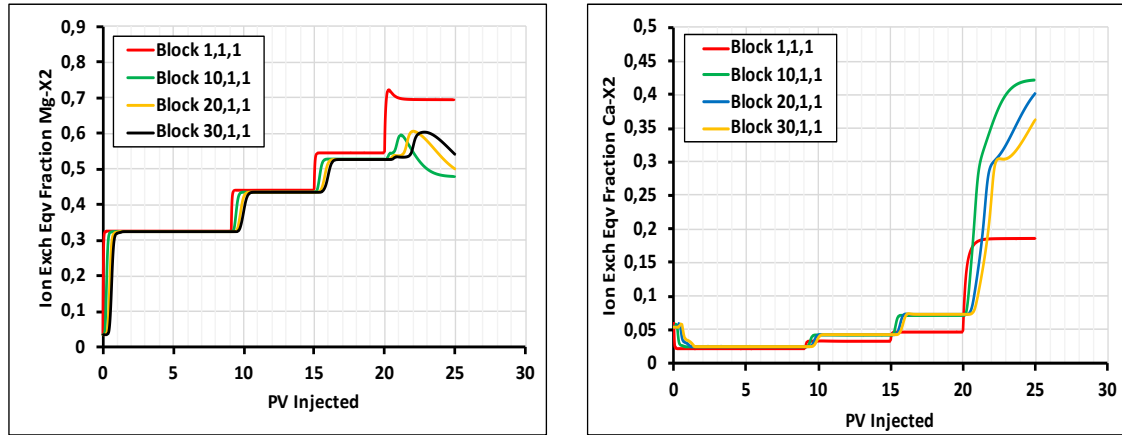 Ion Exch Eqv Fraction Mg-X2
0,9
0,8
0,7
0,6
0,5
0,4
0,3
0,2
0,1
0
Block 1,1,1
Block 10,1,1
Block 20,1,1
Block 30,1,1
0 5 10 15 20 25 30
PV Injected
Ion Exch Eqv Fraction Ca-X2
0,5
0,45
0,4
0,35
0,3
0,25
0,2
0,15
0,1
0,05
0
Block 1,1,1
Block 10,1,1
Block 20,1,1
Block 30,1,1
0 5 10 15 20 25 30
PV Injected